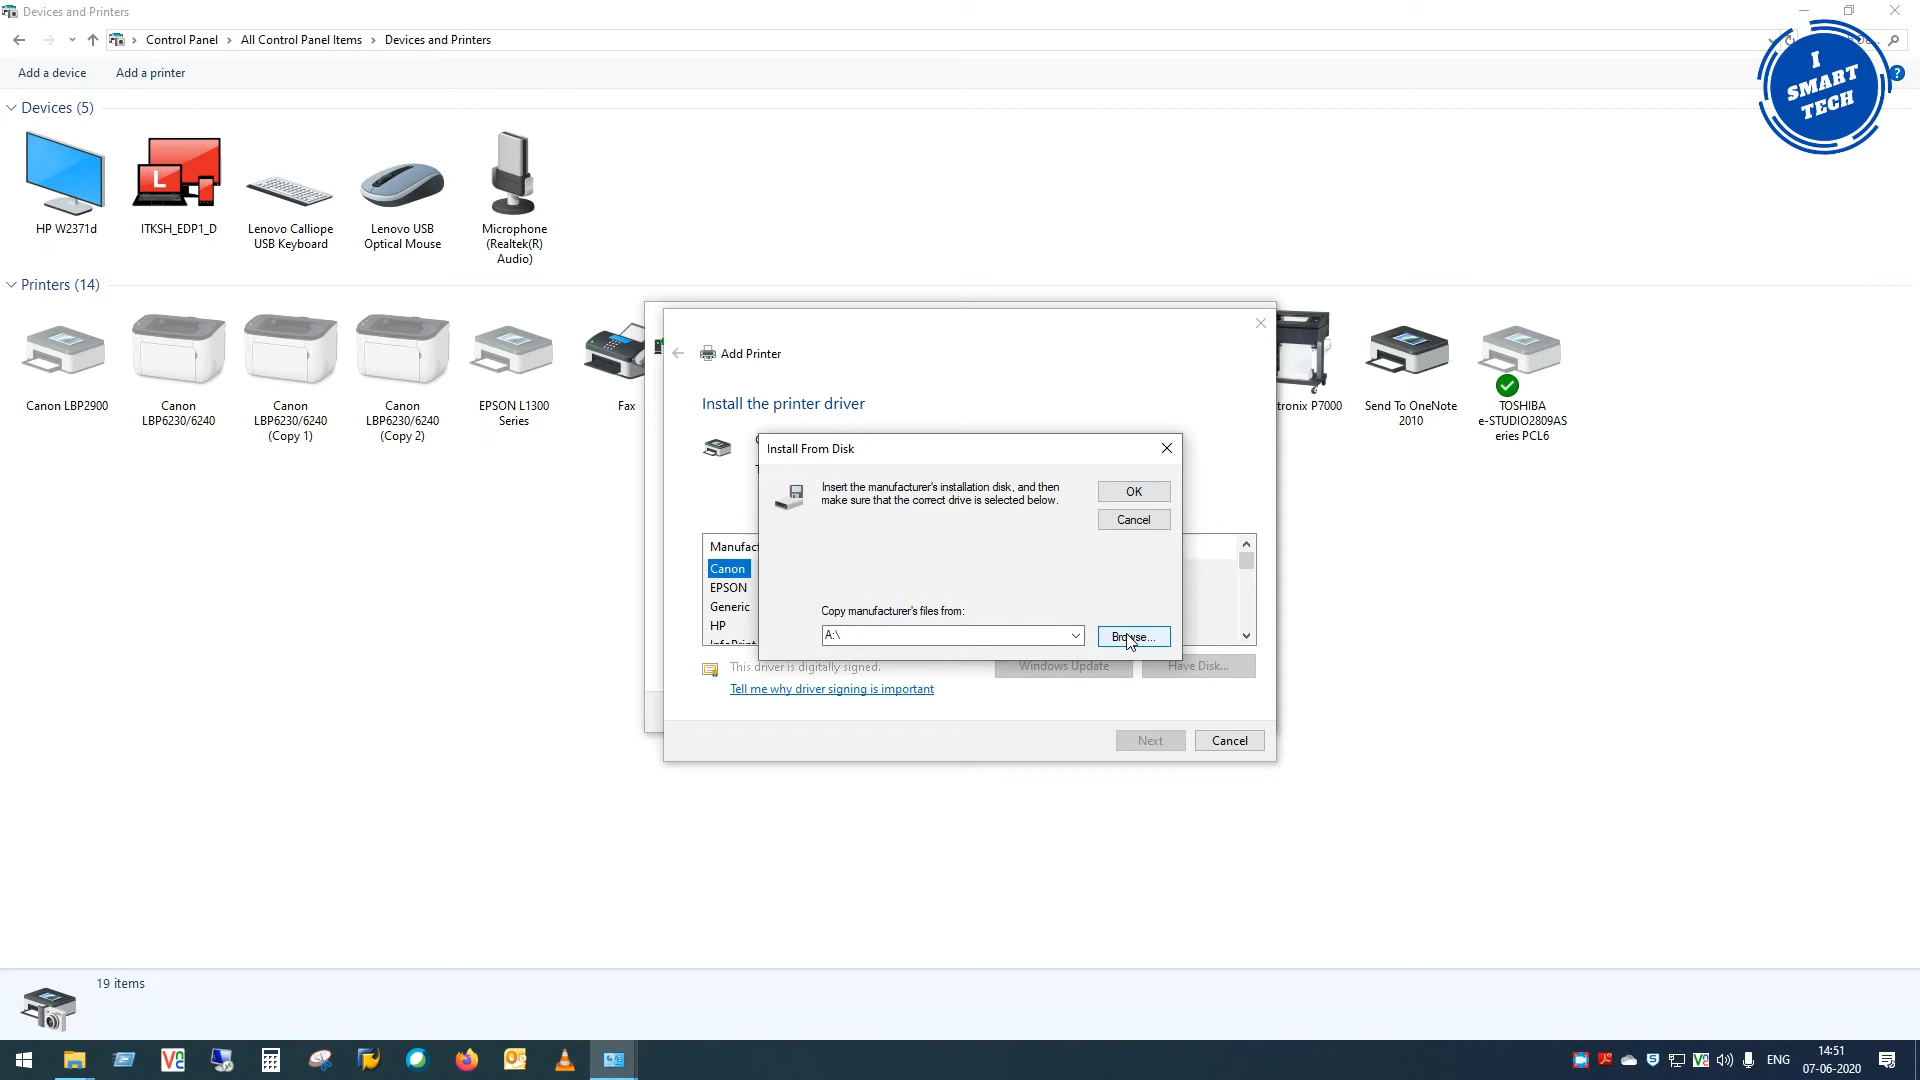 Devices and Printers
Control Panel > All Control Panel Items > Devices and Printers
Add a device
Add a printer
I
SMART
TECH
Devices (5)
HP W2371d
L
ITKSH_EDP1_D
Lenovo Calliope
USB Keyboard
Lenovo USB
Optical Mouse
Microphone
(Realtek(R)
Audio)
Printers (14)
Canon LBP2900
Canon
LBP6230/6240
Canon
LBP6230/6240
(Copy 1)
Canon
LBP6230/6240
(Copy 2)
EPSON L1300
Series
Fax
tronix P7000
Send To OneNote
2010
TOSHIBA
e-STUDIO2809AS
eries PCL6
Add Printer
Install the printer driver
Install From Disk
Insert the manufacturer's installation disk, and then
make sure that the correct drive is selected below.
OK
Cancel
Copy manufacturer's files from:
A:\
Browse...
Manufact
Canon
EPSON
Generic
HP
This driver is digitally signed.
Tell me why driver signing is important
Windows Update
Have Disk...
Next
Cancel
19 items
ENG
14:51
07-06-2020